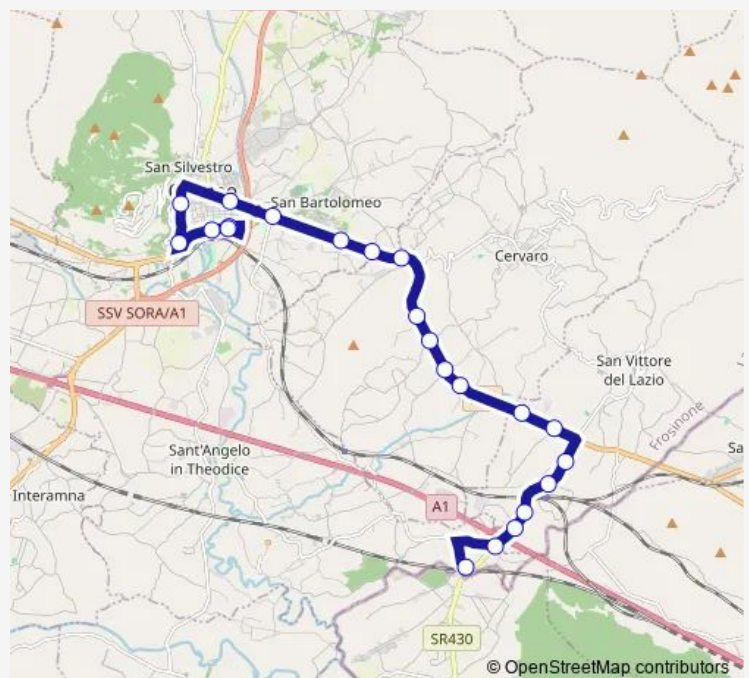 San Silvestro
San Bartolomeo
Cervaro
SSV SORA/A1
San Vittore
del Lazio
Frosinone
Sant'Angelo
in Theodice
Sa
Interamna
A1
SR430
© OpenStreetMap contributors